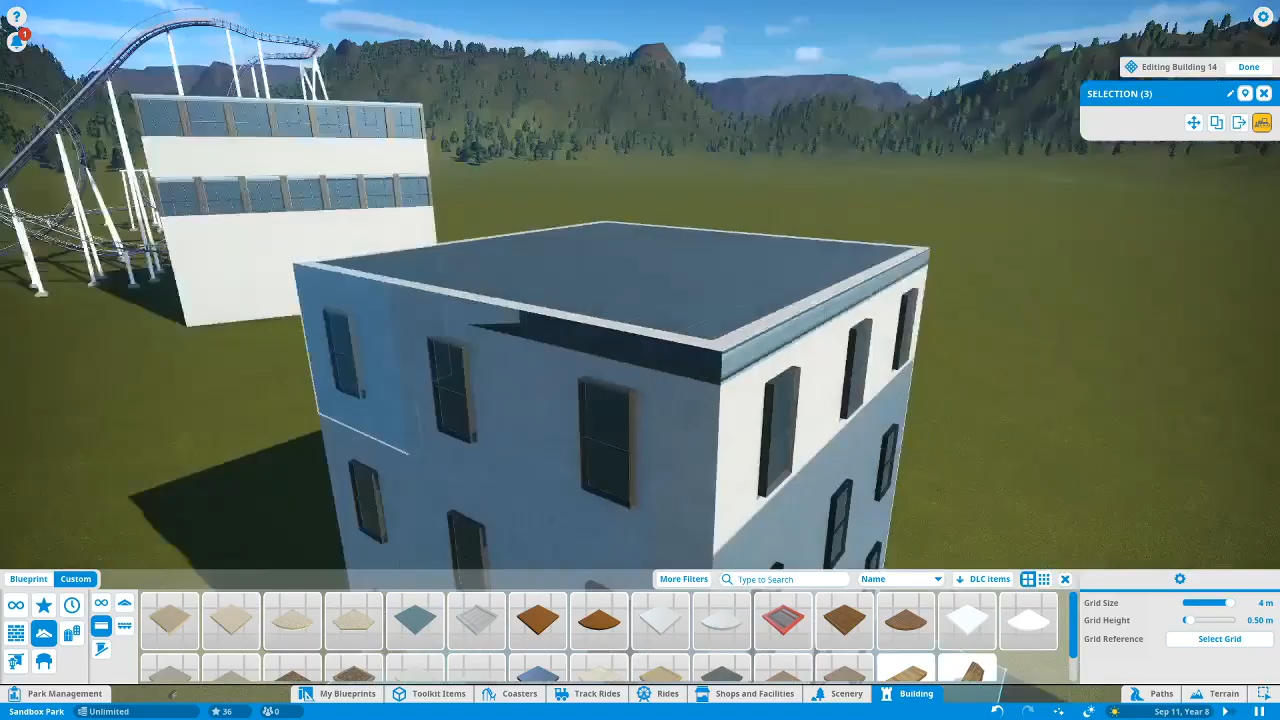 ?
1
Editing Building 14 Done
SELECTION (3)
Blueprint Custom More Filters Type to Search Name DLC items
Grid Size 4 m
Grid Height 0.50 m
Grid Reference Select Grid
Park Management My Blueprints Toolkit Items Coasters Track Rides Rides Shops and Facilities Scenery Building Paths Terrain
Sandbox Park Unlimited 36 0 Sep 11, Year 8